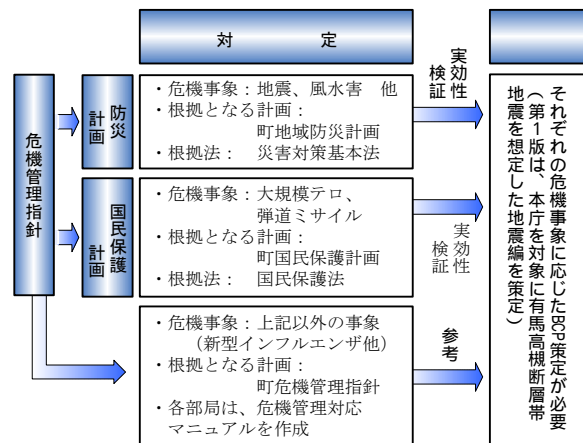 対　定
実効性
検証
危機管理指針
防災
計画
・危機事象：地震、風水害　他
・根拠となる計画：
町地域防災計画
・根拠法：　災害対策基本法
国民保護
計画
・危機事象：大規模テロ、
弾道ミサイル
・根拠となる計画：
町国民保護計画
・根拠法：　国民保護法
実効性
検証
・危機事象：上記以外の事象
（新型インフルエンザ他）
・根拠となる計画：
町危機管理指針
・各部局は、危機管理対応
マニュアルを作成
参考
それぞれの危機事象に応じたBCP策定が必要
（第１版は、本庁を対象に有馬高槻断層帯
地震を想定した地震編を策定）